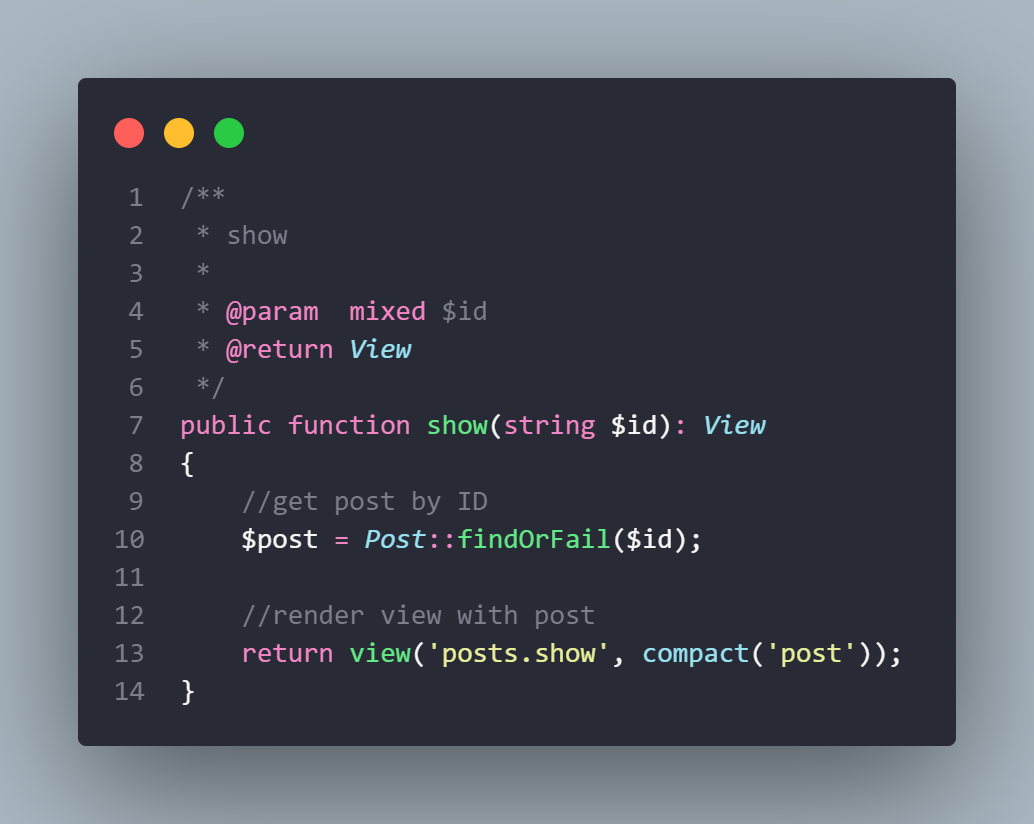 1 /**
2  * show
3  *
4  * @param  mixed $id
5  * @return View
6  */
7 public function show(string $id): View
8 {
9     //get post by ID
10     $post = Post::findOrFail($id);
11
12     //render view with post
13     return view('posts.show', compact('post'));
14 }